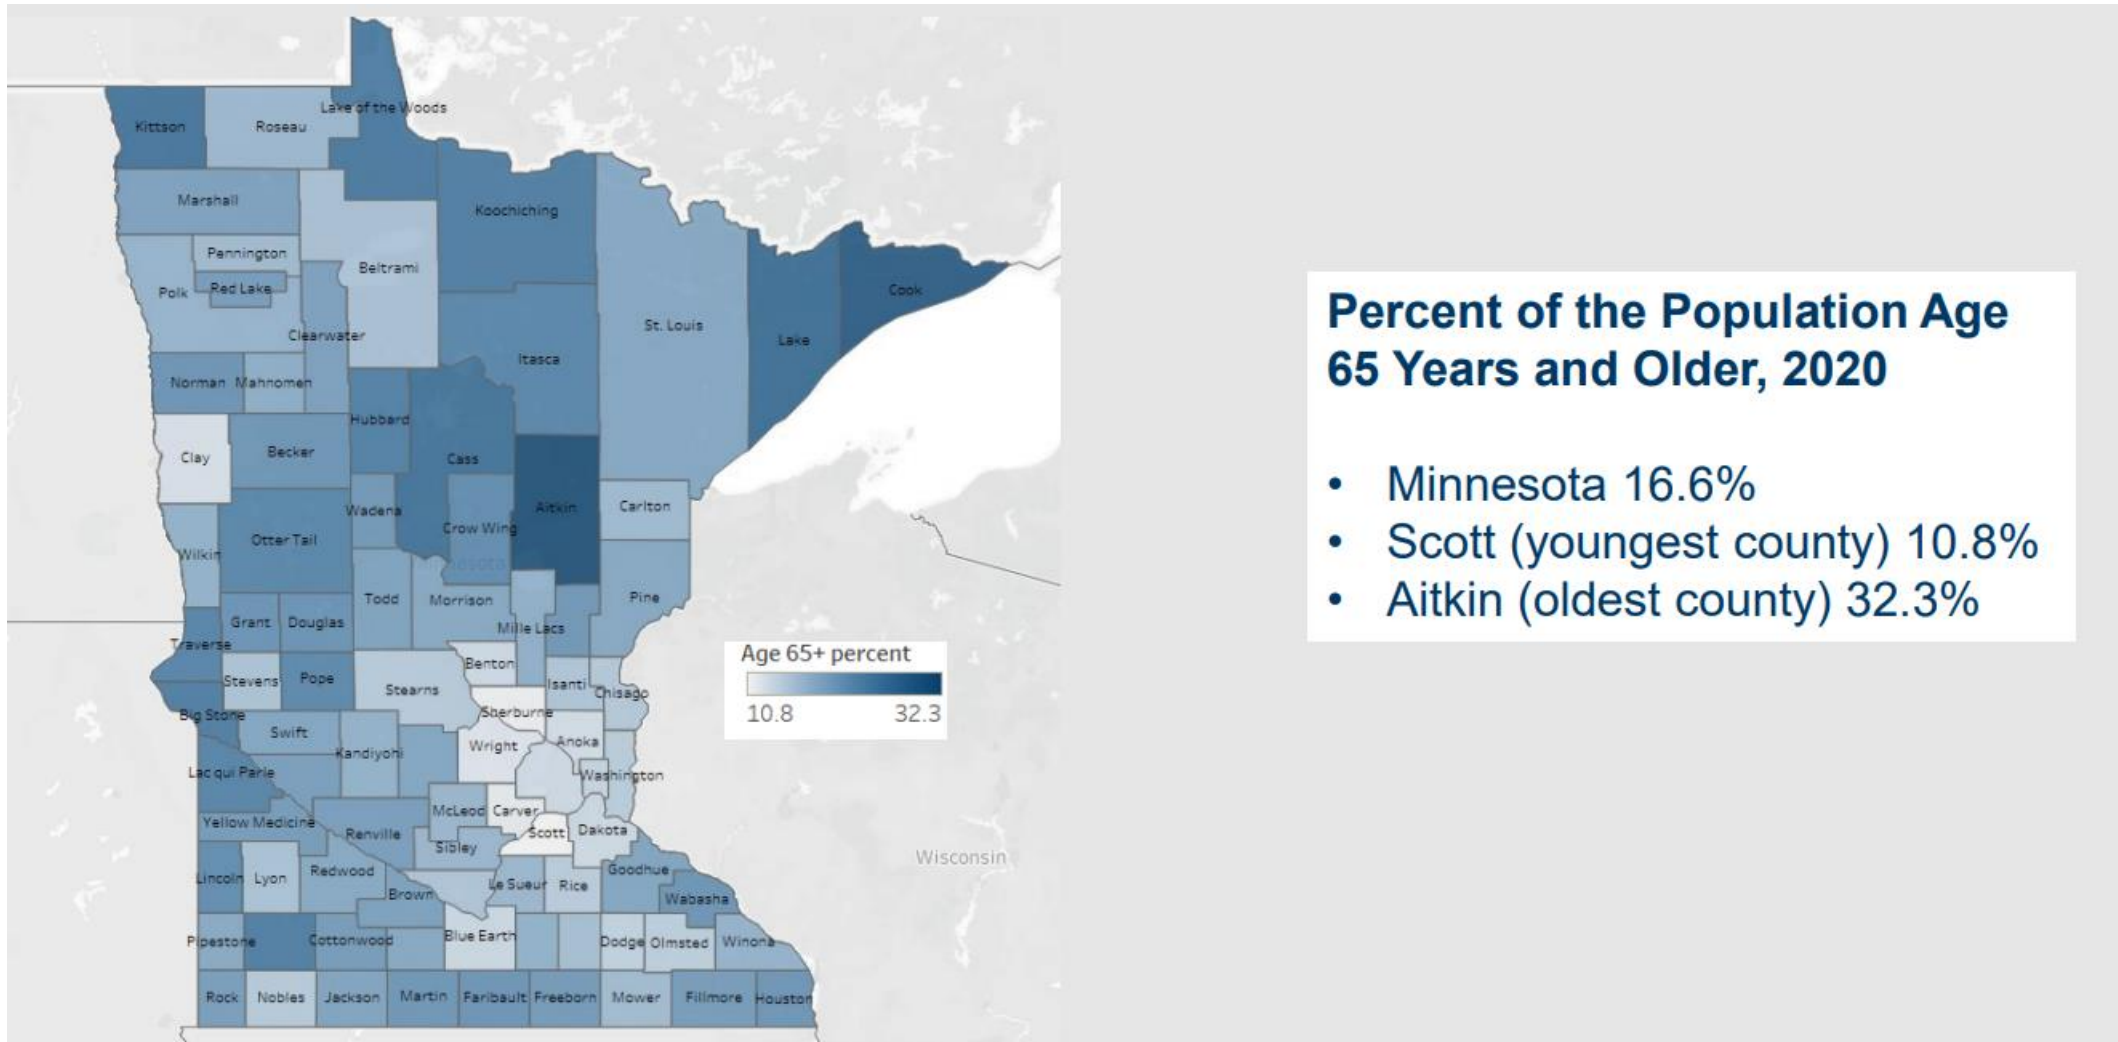 Lake of the Woods
Kittson
Roseau
Marshall
Koochiching
Pennington
Beltrami
Red Lake
Polk
Cook
St. Louis
Clearwater
Lake
Itasca
Norman
Mahnomen
Hubbard
Clay
Becker
Cass
Wadena
Aitkin
Carlton
Crow Wing
Otter Tail
Wilkin
Minnesota
Todd
Morrison
Pine
Grant
Douglas
Mille Lacs
Traverse
Benton
Stevens
Pope
Stearns
Isanti
Chisago
Big Stone
Sherburne
Swift
Kandiyohi
Wright
Anoka
Lac qui Parle
Washington
McLeod
Carver
Yellow Medicine
Renville
Scott
Dakota
Sibley
Lincoln
Lyon
Redwood
Brown
Le Sueur
Rice
Goodhue
Wabasha
Wisconsin
Pipestone
Cottonwood
Blue Earth
Dodge
Olmsted
Winona
Rock
Nobles
Jackson
Martin
Faribault
Freeborn
Mower
Fillmore
Houston
Age 65+ percent
10.8
32.3
Percent of the Population Age
65 Years and Older, 2020
• Minnesota 16.6%
• Scott (youngest county) 10.8%
• Aitkin (oldest county) 32.3%